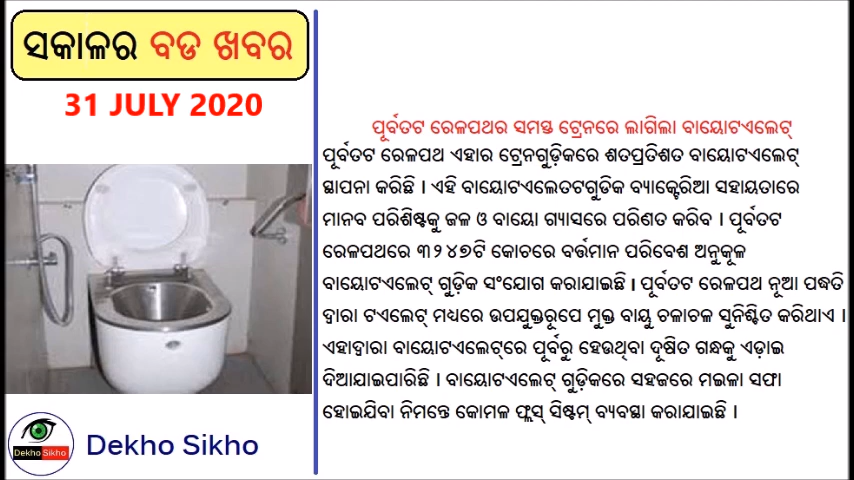 ସକାଳର ବଡ ଖବର
31 JULY 2020
ପୂର୍ବତଟ ରେଳପଥର ସମସ୍ତ ଟ୍ରେନରେ ଲାଗିଲା ବାୟୋଟଏଲେଟ୍
ପୂର୍ବତଟ ରେଳପଥ ଏହାର ଟ୍ରେନଗୁଡ଼ିକରେ ଶତପ୍ରତିଶତ ବାୟୋଟଏଲେଟ୍
ସ୍ଥାପନା କରିଛି । ଏହି ବାୟୋଟଏଲେତଟଗୁଡିକ ବ୍ୟାକ୍ଟେରିଆ ସହାୟତାରେ
ମାନବ ପରିଶିଷ୍ଟକୁ ଜଳ ଓ ବାୟୋ ଗ୍ୟାସରେ ପରିଣତ କରିବ । ପୂର୍ବତଟ
ରେଳପଥରେ ୩୨୪୭ଟି କୋଚରେ ବର୍ତ୍ତମାନ ପରିବେଶ ଅନୁକୂଳ
ବାୟୋଟଏଲେଟ୍ ଗୁଡ଼ିକ ସଂଯୋଗ କରାଯାଇଛି । ପୂର୍ବତଟ ରେଳପଥ ନୂଆ ପଦ୍ଧତି
ଦ୍ୱାରା ଟଏଲେଟ୍ ମଧ୍ୟରେ ଉପଯୁକ୍ତରୂପେ ମୁକ୍ତ ବାୟୁ ଚଳାଚଳ ସୁନିଶ୍ଚିତ କରିଥାଏ ।
ଏହାଦ୍ୱାରା ବାୟୋଟଏଲେଟ୍‌ରେ ପୂର୍ବରୁ ହେଉଥିବା ଦୂଷିତ ଗନ୍ଧକୁ ଏଡ଼ାଇ
ଦିଆଯାଇପାରିଛି । ବାୟୋଟଏଲେଟ୍ ଗୁଡ଼ିକରେ ସହଜରେ ମଇଳା ସଫା
ହୋଇଯିବା ନିମନ୍ତେ କୋମଳ ଫ୍ଲସ୍ ସିଷ୍ଟମ୍ ବ୍ୟବସ୍ଥା କରାଯାଇଛି ।
Dekho Sikho
Dekho Sikho